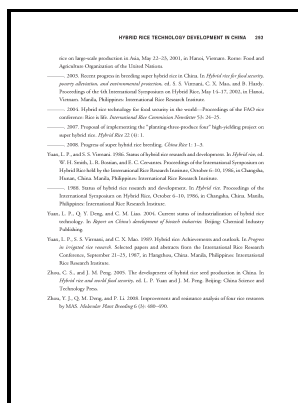 HYBRID RICE TECHNOLOGY DEVELOPMENT IN CHINA 293
rice on large-scale production in Asia, May 22–23, 2001, in Hanoi, Vietnam. Rome: Food and
Agriculture Organization of the United Nations.
———. 2003. Recent progress in breeding super hybrid rice in China. In Hybrid rice for food security,
poverty alleviation, and environmental protection, ed. S. S. Virmani, C. X. Mao, and B. Hardy.
Proceedings of the 4th International Symposium on Hybrid Rice, May 14–17, 2002, in Hanoi,
Vietnam. Manila, Philippines: International Rice Research Institute.
———. 2004. Hybrid rice technology for food security in the world—Proceedings of the FAO rice
conference: Rice is life. International Rice Commission Newsletter 53: 24–25.
———. 2007. Proposal of implementing the "planting-three-produce four" high-yielding project on
super hybrid rice. Hybrid Rice 22 (4): 1.
———. 2008. Progress of super hybrid rice breeding. China Rice 1: 1–3.
Yuan, L. P., and S. S. Virmani. 1986. Status of hybrid rice research and development. In Hybrid rice, ed.
W. H. Smith, L. R. Bostian, and E. C. Cervantes. Proceedings of the International Symposium on
Hybrid Rice held by the International Rice Research Institute, October 6–10, 1986, in Changsha,
Hunan, China. Manila, Philippines: International Rice Research Institute.
———. 1988. Status of hybrid rice research and development. In Hybrid rice. Proceedings of the
International Symposium on Hybrid Rice, October 6–10, 1986, in Changsha, China. Manila,
Philippines: International Rice Research Institute.
Yuan, L. P., Q. Y. Deng, and C. M. Liao. 2004. Current status of industrialization of hybrid rice
technology. In Report on China's development of biotech industries. Beijing: Chemical Industry
Publishing.
Yuan, L. P., S. S. Virmani, and C. X. Mao. 1989. Hybrid rice: Achievements and outlook. In Progress
in irrigated rice research. Selected papers and abstracts from the International Rice Research
Conference, September 21–25, 1987, in Hangzhou, China. Manila, Philippines: International
Rice Research Institute.
Zhou, C. S., and J. M. Feng. 2005. The development of hybrid rice seed production in China. In
Hybrid rice and world food security, ed. L. P. Yuan and J. M. Peng. Beijing: China Science and
Technology Press.
Zhou, Y. J., Q. M. Deng, and P. Li. 2008. Improvement and resistance analysis of four rice restorers
by MAS. Molecular Plant Breeding 6 (3): 480–490.